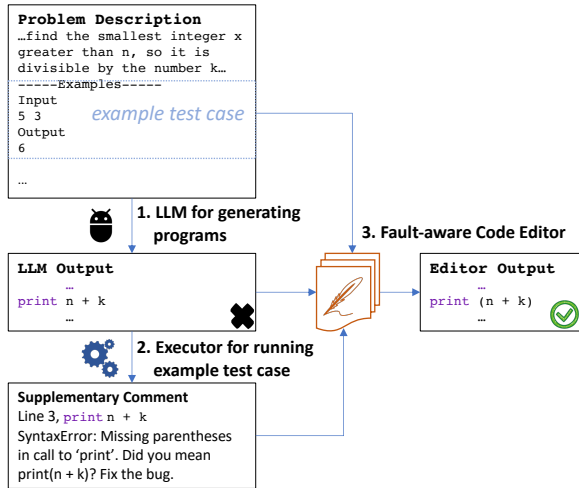 Problem Description
…find the smallest integer x
greater than n, so it is
divisible by the number k…
-----Examples-----
Input
5 3
example test case
Output
6
…
1. LLM for generating
programs
3. Fault-aware Code Editor
LLM Output
…
print n + k
…
Editor Output
…
print (n + k)
…
2. Executor for running
example test case
Supplementary Comment
Line 3, print n + k
SyntaxError: Missing parentheses
in call to ‘print’. Did you mean
print(n + k)? Fix the bug.